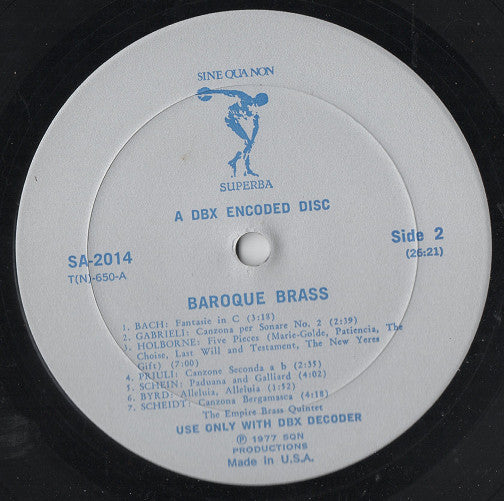 SINE QUA NON
SUPERBA
A DBX ENCODED DISC
SA-2014
T(N)-650-A
Side 2
(26:21)
BAROQUE BRASS
1. BACH: Fantasie in C (3:18)
2. GABRIELI: Canzona per Sonare No. 2 (2:39)
3. HOLBORNE: Five Pieces (Marie-Golde, Patiencia, The
Choise, Last Will and Testament, The New Yeres
Gift) (7:00)
4. PRIULI: Canzone Seconda a b (2:35)
5. SCHEIN: Paduana and Galliard (4:02)
6. BYRD: Alleluia, Alleluia (1:52)
7. SCHEIDT: Canzona Bergamasca (4:18)
The Empire Brass Quintet
USE ONLY WITH DBX DECODER
Ⓟ 1977 SQN
PRODUCTIONS
Made in U.S.A.